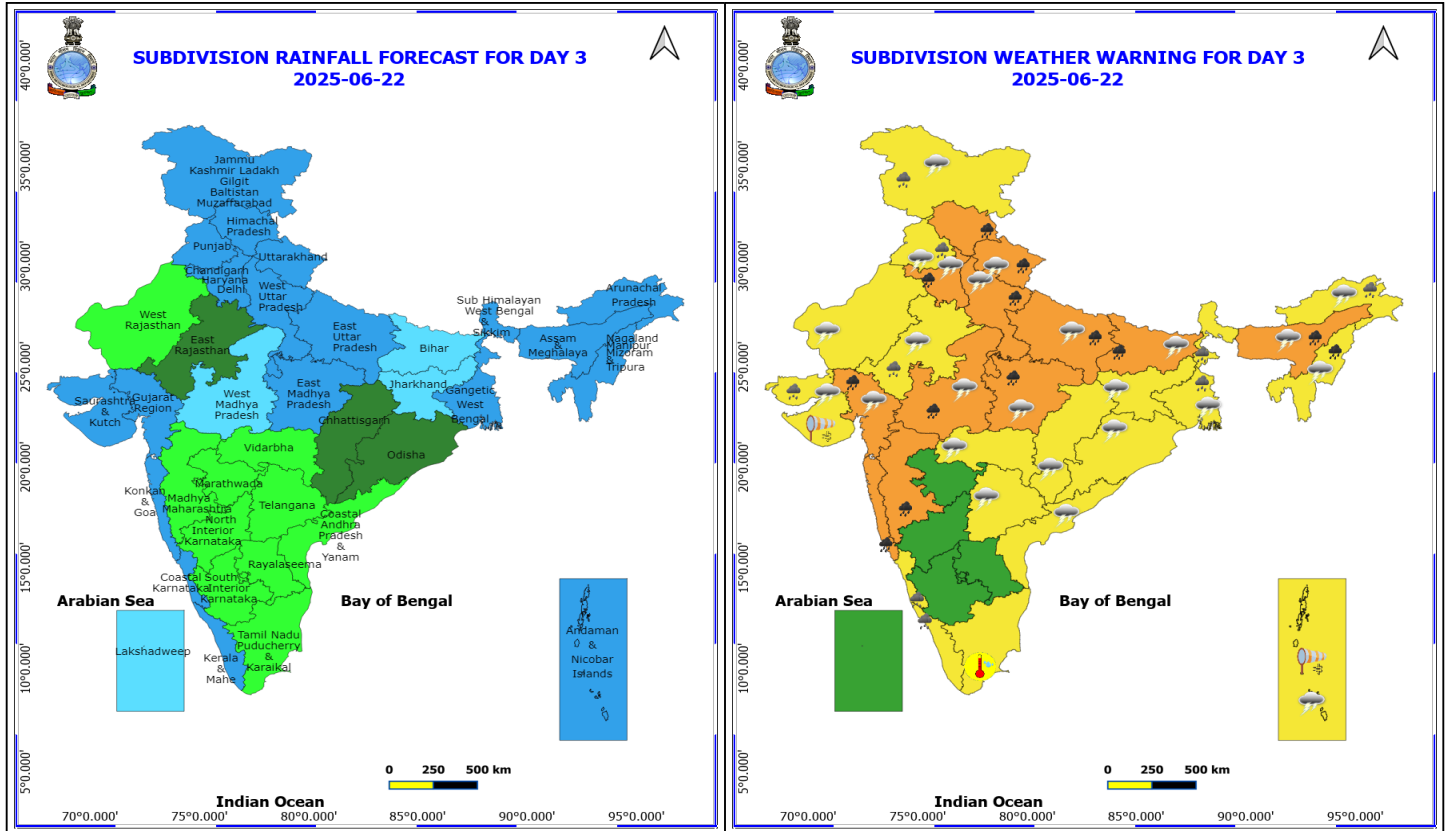 SUBDIVISION RAINFALL FORECAST FOR DAY 3
2025-06-22
40°0.000'
35°0.000'
30°0.000'
25°0.000'
20°0.000'
15°0.000'
10°0.000'
5°0.000'
Jammu
Kashmir Ladakh
Gilgit
Baltistan
Muzaffarabad
Himachal
Pradesh
Punjab
Uttarakhand
Chandigarh
Haryana
Delhi
West
Uttar
Pradesh
West
Rajasthan
East
Rajasthan
East
Uttar
Pradesh
Sub Himalayan
West Bengal
&
Sikkim
Arunachal
Pradesh
Assam
&
Meghalaya
Nagaland
Manipur
Mizoram
&
Tripura
Bihar
Jharkhand
Gangetic
West
Bengal
Saurashtra
&
Kutch
Gujarat
Region
West
Madhya
Pradesh
East
Madhya
Pradesh
Chhattisgarh
Odisha
Vidarbha
Marathwada
Konkan
&
Goa
Madhya
Maharashtra
North
Interior
Karnataka
Telangana
Coastal
Andhra
Pradesh
&
Yanam
Rayalaseema
Coastal
Karnataka
South
Interior
Karnataka
Arabian Sea
Bay of Bengal
Lakshadweep
Kerala
&
Mahe
Tamil Nadu
Puducherry
&
Karaikal
Andaman
&
Nicobar
Islands
0 250 500 km
Indian Ocean
70°0.000' 75°0.000' 80°0.000' 85°0.000' 90°0.000' 95°0.000'
SUBDIVISION WEATHER WARNING FOR DAY 3
2025-06-22
40°0.000'
35°0.000'
30°0.000'
25°0.000'
20°0.000'
15°0.000'
10°0.000'
5°0.000'
Arabian Sea
Bay of Bengal
0 250 500 km
Indian Ocean
70°0.000' 75°0.000' 80°0.000' 85°0.000' 90°0.000' 95°0.000'